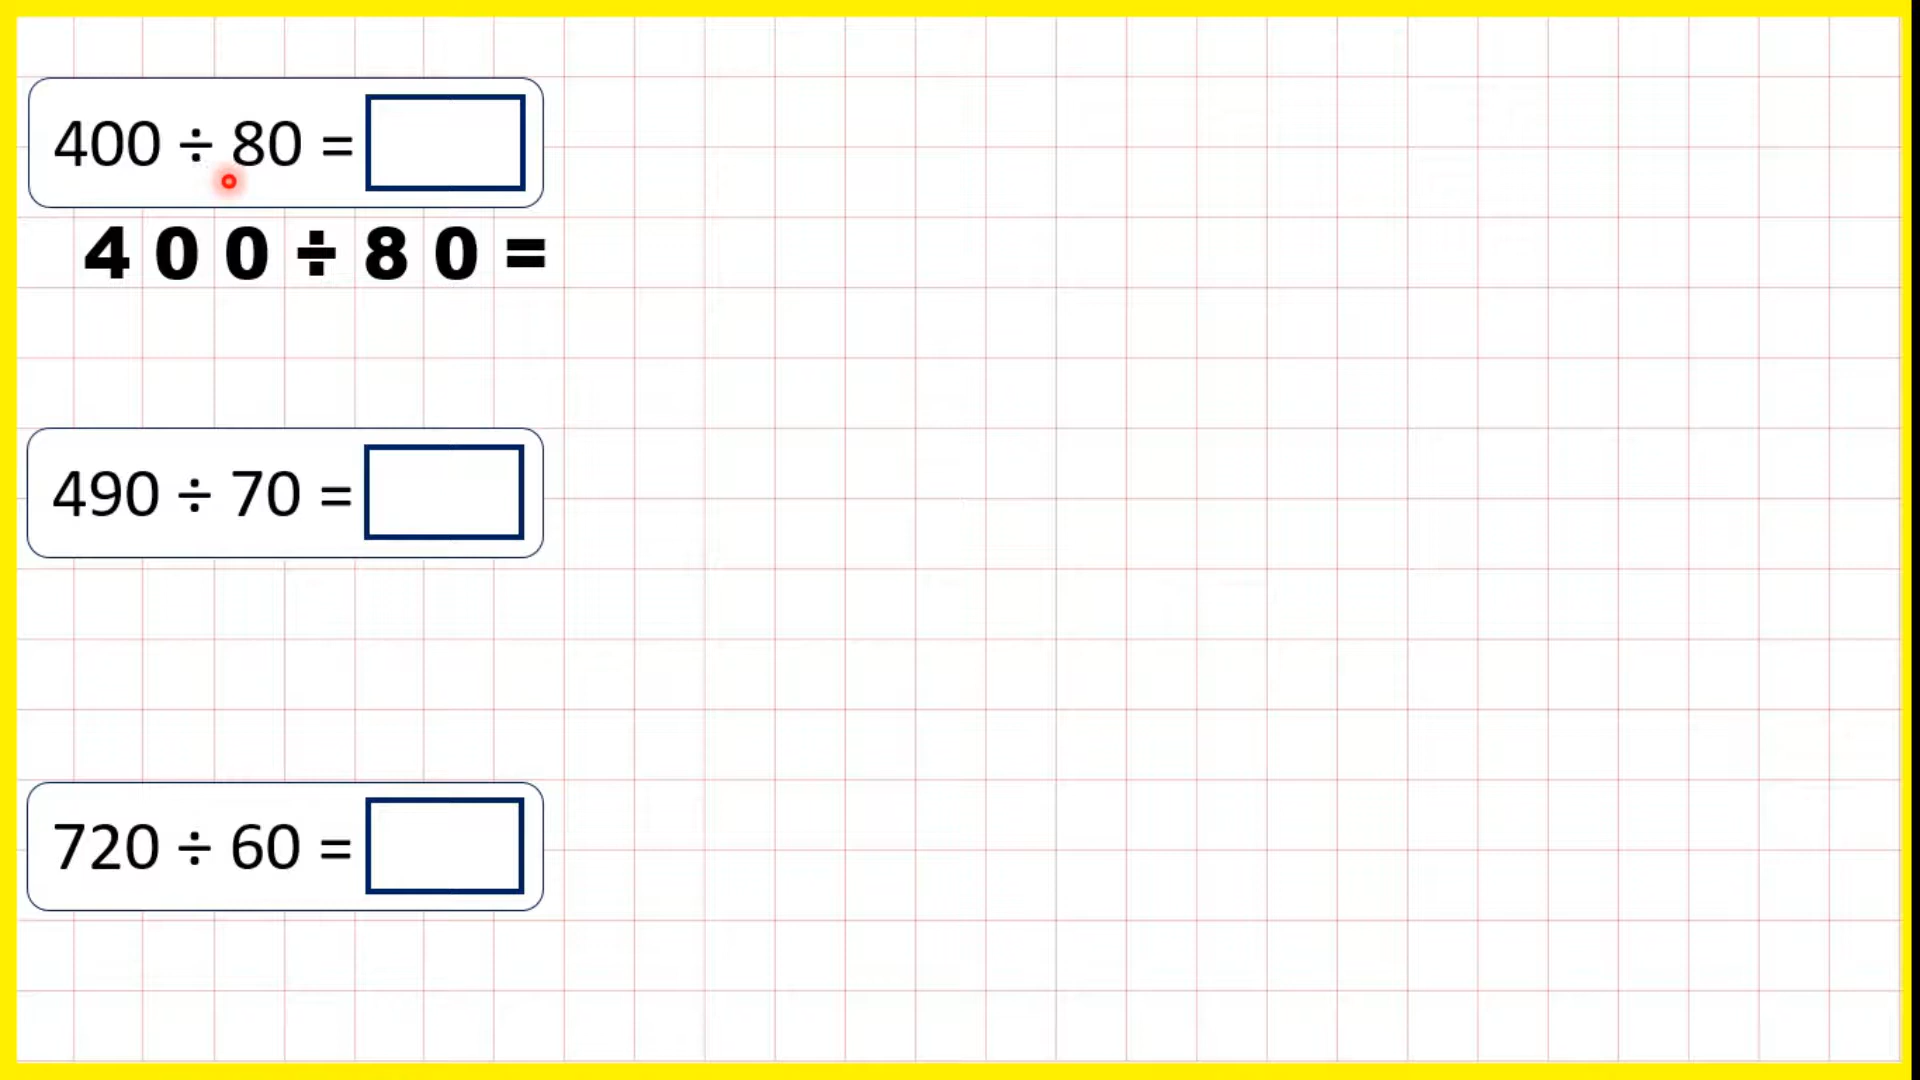 400 ÷ 80 =
4 0 0 ÷ 8 0 =
490 ÷ 70 =
720 ÷ 60 =